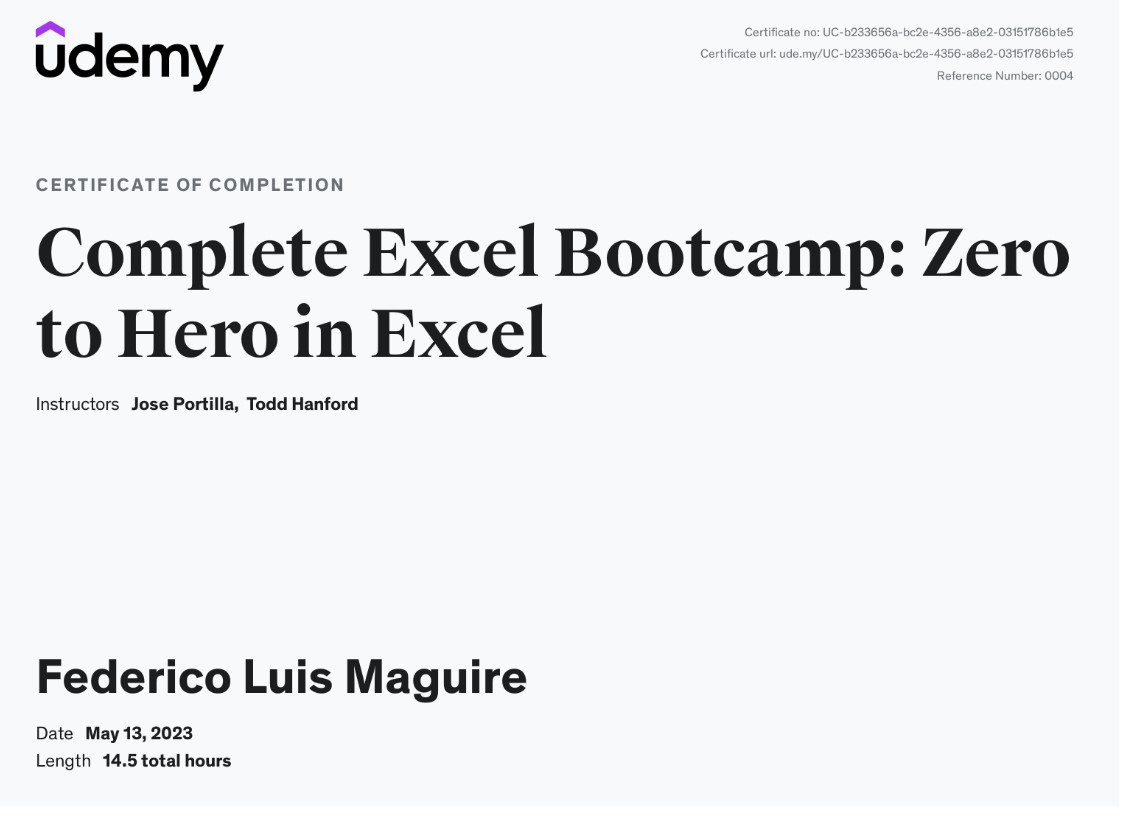 udemy
Certificate no: UC-b233656a-bc2e-4356-a8e2-03151786b1e5
Certificate url: ude.my/UC-b233656a-bc2e-4356-a8e2-03151786b1e5
Reference Number: 0004
CERTIFICATE OF COMPLETION
Complete Excel Bootcamp: Zero
to Hero in Excel
Instructors Jose Portilla, Todd Hanford
Federico Luis Maguire
Date May 13, 2023
Length 14.5 total hours